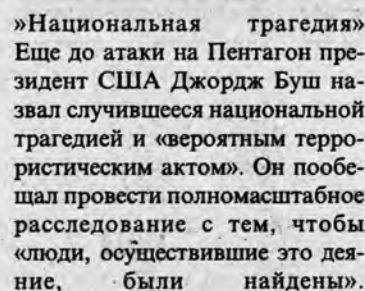 »Национальная трагедия»
Еще до атаки на Пентагон пре-
зидент США Джордж Буш на-
звал случившееся национальной
трагедией и «вероятным терро-
ристическим актом». Он пообе-
щал провести полномасштабное
расследование с тем, чтобы
«люди, осуществившие это дея-
ние, были найдены».